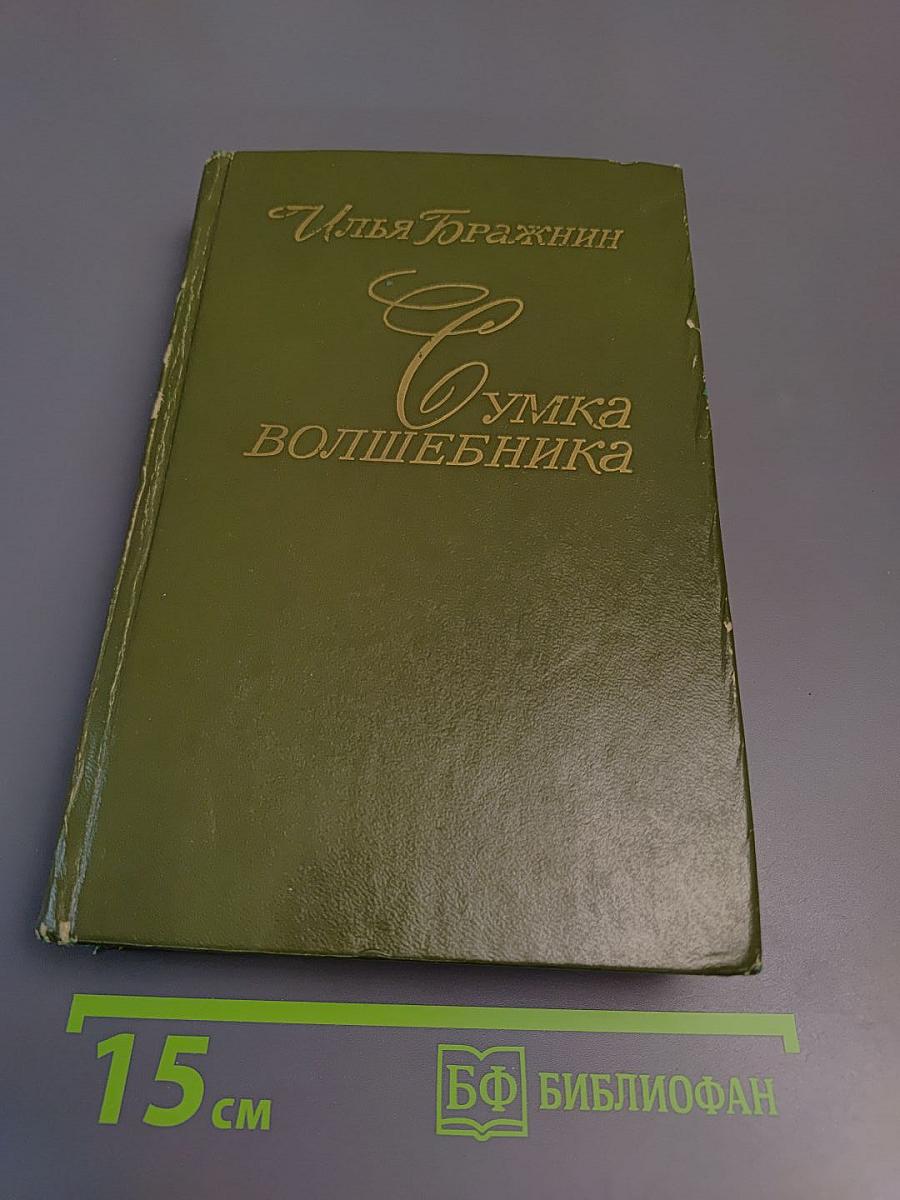 Илья Бражнин
Сумка
волшебника
15 см
БФ БИБЛИОФАН